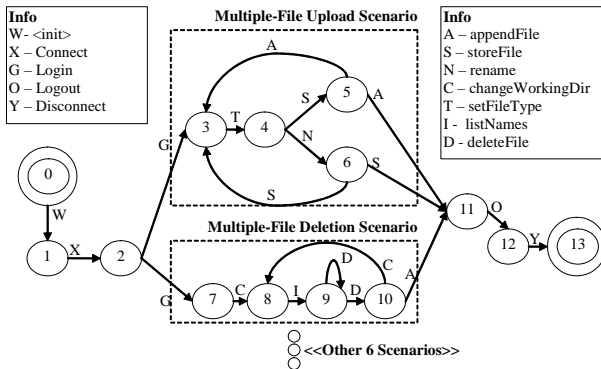 Info
W- <init>
X – Connect
G – Login
O – Logout
Y – Disconnect
Multiple-File Upload Scenario
Info
A – appendFile
S – storeFile
N – rename
C – changeWorkingDir
T – setFileType
I - listNames
D – deleteFile
A
5
S
A
3
T
4
G
N
6
S
S
0
W
1
X
2
11
O
12
Y
13
Multiple-File Deletion Scenario
D
C
G
7
C
8
I
9
D
10
A
<<Other 6 Scenarios>>